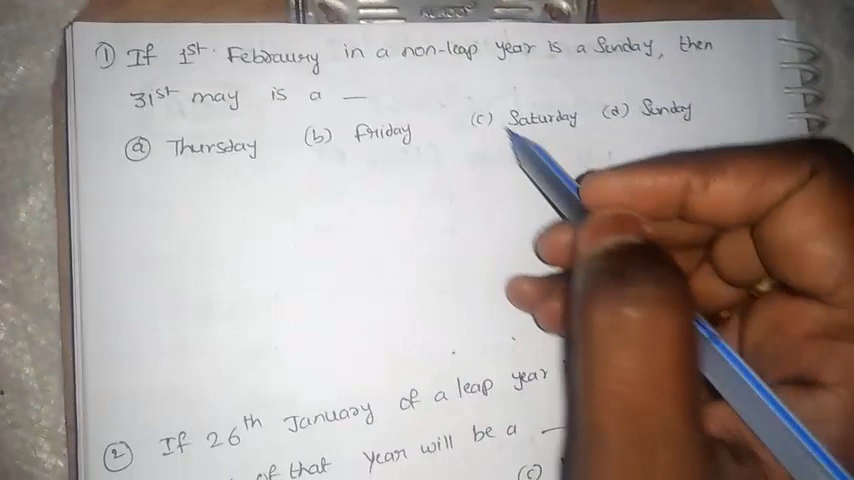 ① If 1st. Febraury in a non-leap year is a Sunday, then
31st may is a —
ⓐ Thursday (b) Friday (c) Saturday (d) Sunday
② If 26th January of a leap year
of that year will be a —
(c)